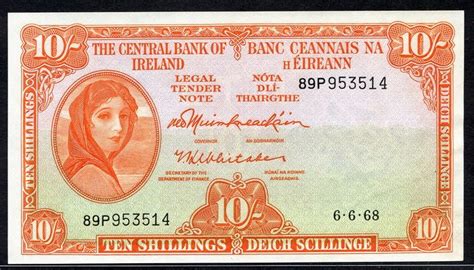 10/-
10/-
THE CENTRAL BANK OF IRELAND
BANC CEANNAIS NA H ÉIREANN
LEGAL TENDER NOTE
NÓTA DLÍ-THAIRGTHE
89P953514
GOVERNOR
AN GOBHARNÓIR
SECRETARY OF THE DEPARTMENT OF FINANCE
RÚNAÍ NA ROINNE AIRGEADAIS
TEN SHILLINGS
DEICH SCILLINGE
89P953514
10/-
6·6·68
10/-
10/-
TEN SHILLINGS
DEICH SCILLINGE